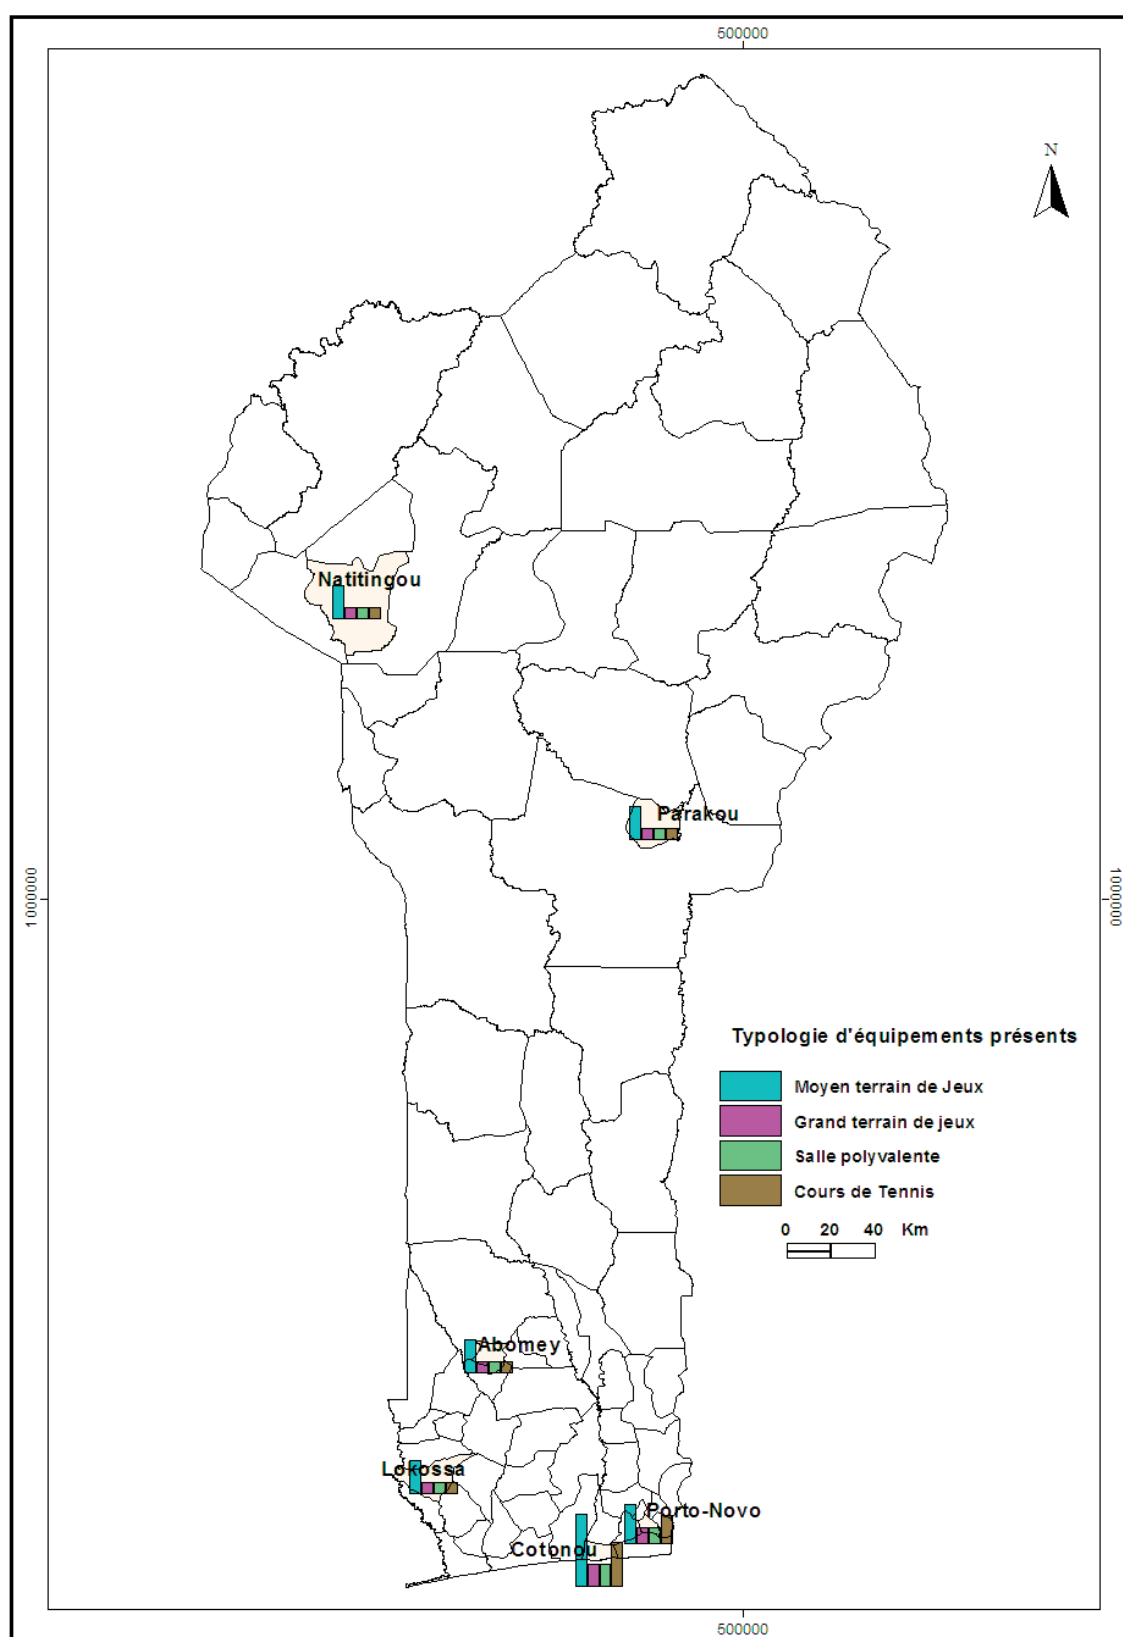 500000
N
Natitingou
Parakou
1000000
1000000
Typologie d'équipements présents
Moyen terrain de Jeux
Grand terrain de jeux
Salle polyvalente
Cours de Tennis
0 20 40 Km
Abomey
Lokossa
Porto-Novo
Cotonou
500000